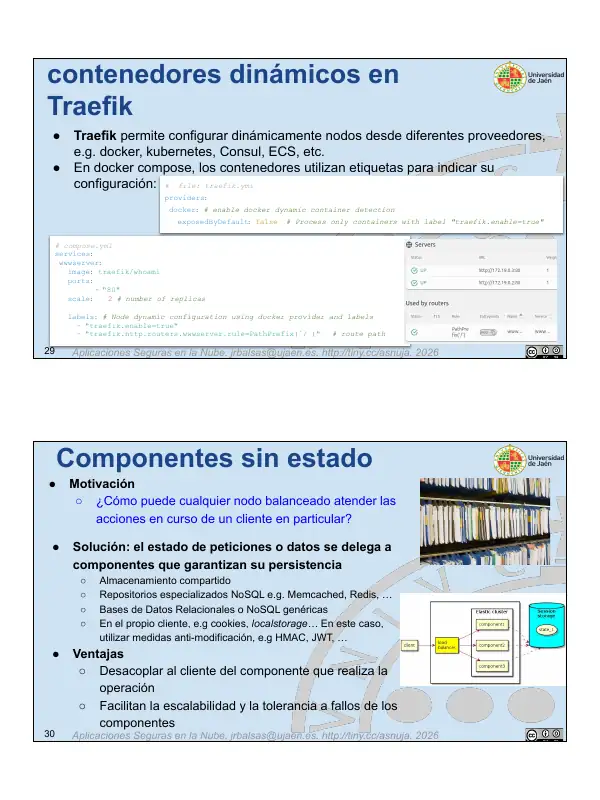 contenedores dinámicos en
Traefik
Universidad
de Jaén
● Traefik permite configurar dinámicamente nodos desde diferentes proveedores,
e.g. docker, kubernetes, Consul, ECS, etc.
● En docker compose, los contenedores utilizan etiquetas para indicar su
configuración:
# file: traefik.yml
providers:
docker: # enable docker dynamic container detection
exposedByDefault: false # Process only containers with label "traefik.enable=true"
# compose.yml
services:
wwwserver:
image: traefik/whoami
ports:
- "80"
scale: 2 # number of replicas
labels: # Node dynamic configuration using docker provider and labels
- "traefik.enable=true"
- "traefik.http.routers.wwwserver.rule=PathPrefix(`/`)" # route path
Servers
Status URL Weight
UP http://172.19.0.2:80 1
UP 1
Used by routers
Status TLS Rule Entrypoints Name Service
PathPre
fix(`/`) www... www...
29 Aplicaciones Seguras en la Nube. jrbalsas@ujaen.es. http://tiny.cc/asnuja. 2026
Componentes sin estado
Universidad
de Jaén
● Motivación
○ ¿Cómo puede cualquier nodo balanceado atender las
acciones en curso de un cliente en particular?
● Solución: el estado de peticiones o datos se delega a
componentes que garantizan su persistencia
○ Almacenamiento compartido
○ Repositorios especializados NoSQL e.g. Memcached, Redis, …
○ Bases de Datos Relacionales o NoSQL genéricas
○ En el propio cliente, e.g cookies, localstorage… En este caso,
utilizar medidas anti-modificación, e.g HMAC, JWT, …
● Ventajas
○ Desacoplar al cliente del componente que realiza la
operación
○ Facilitan la escalabilidad y la tolerancia a fallos de los
componentes
Elastic cluster
Session
storage
component1
state_i
client
load
balancer
component2
component3
30 Aplicaciones Seguras en la Nube. jrbalsas@ujaen.es. http://tiny.cc/asnuja. 2026